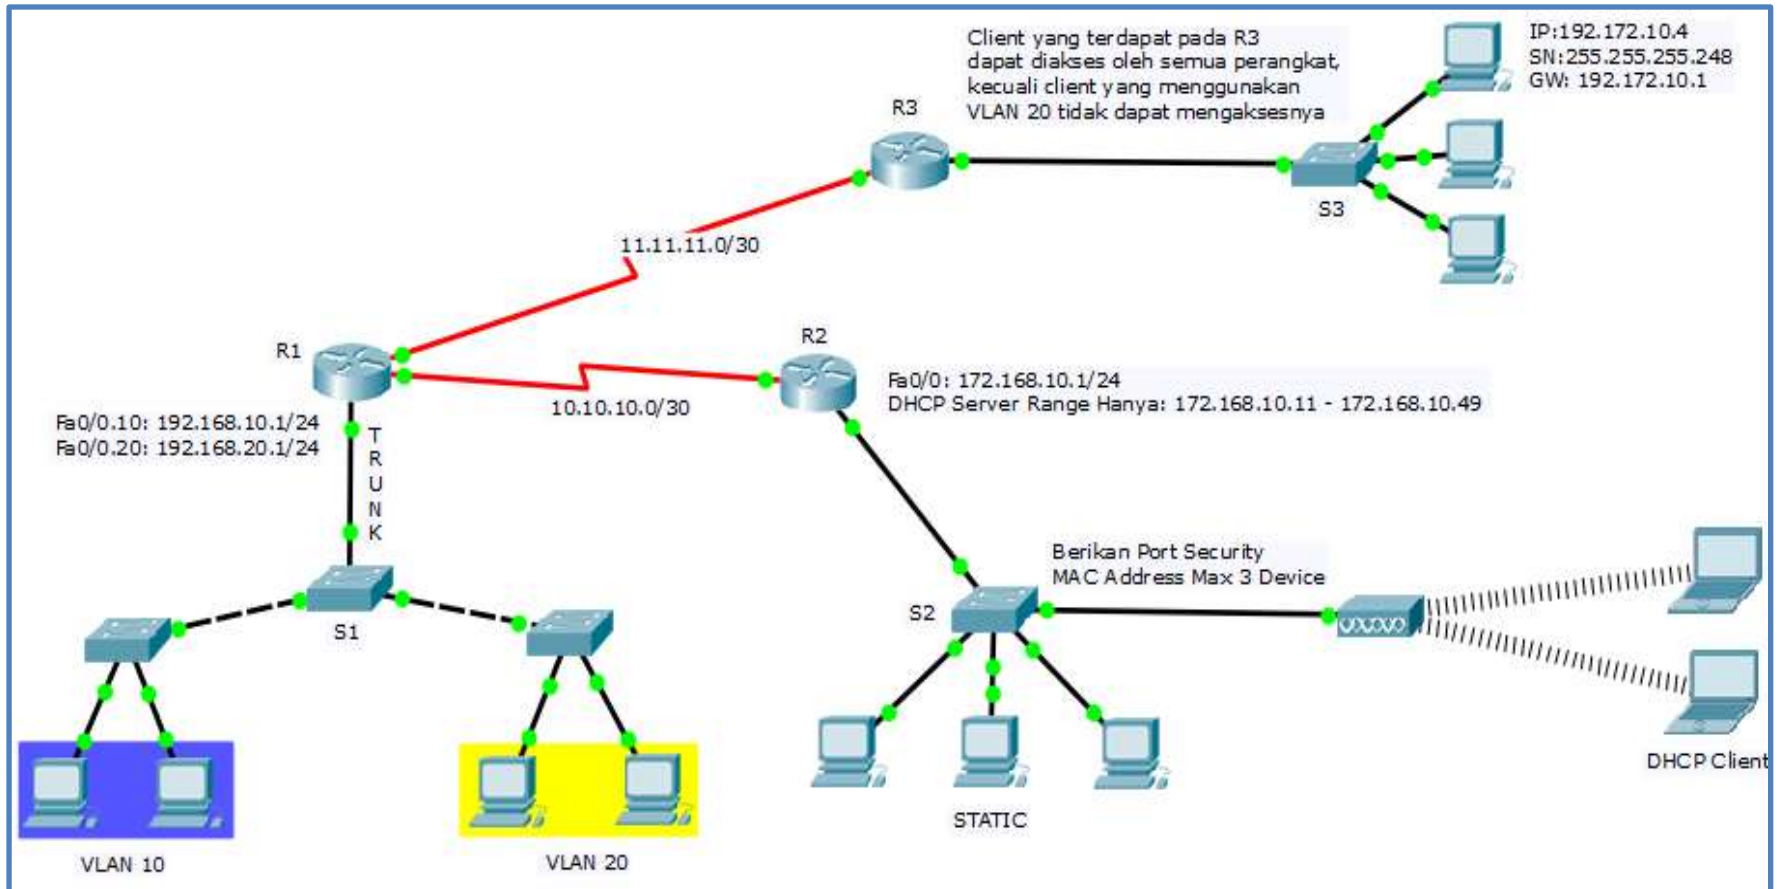 Client yang terdapat pada R3
dapat diakses oleh semua perangkat,
kecuali client yang menggunakan
VLAN 20 tidak dapat mengaksesnya
IP:192.172.10.4
SN:255.255.255.248
GW: 192.172.10.1
R3
S3
11.11.11.0/30
R1
R2
Fa0/0: 172.168.10.1/24
DHCP Server Range Hanya: 172.168.10.11 - 172.168.10.49
10.10.10.0/30
Fa0/0.10: 192.168.10.1/24
Fa0/0.20: 192.168.20.1/24
T
R
U
N
K
Berikan Port Security
MAC Address Max 3 Device
S2
S1
DHCP Client
STATIC
VLAN 10
VLAN 20